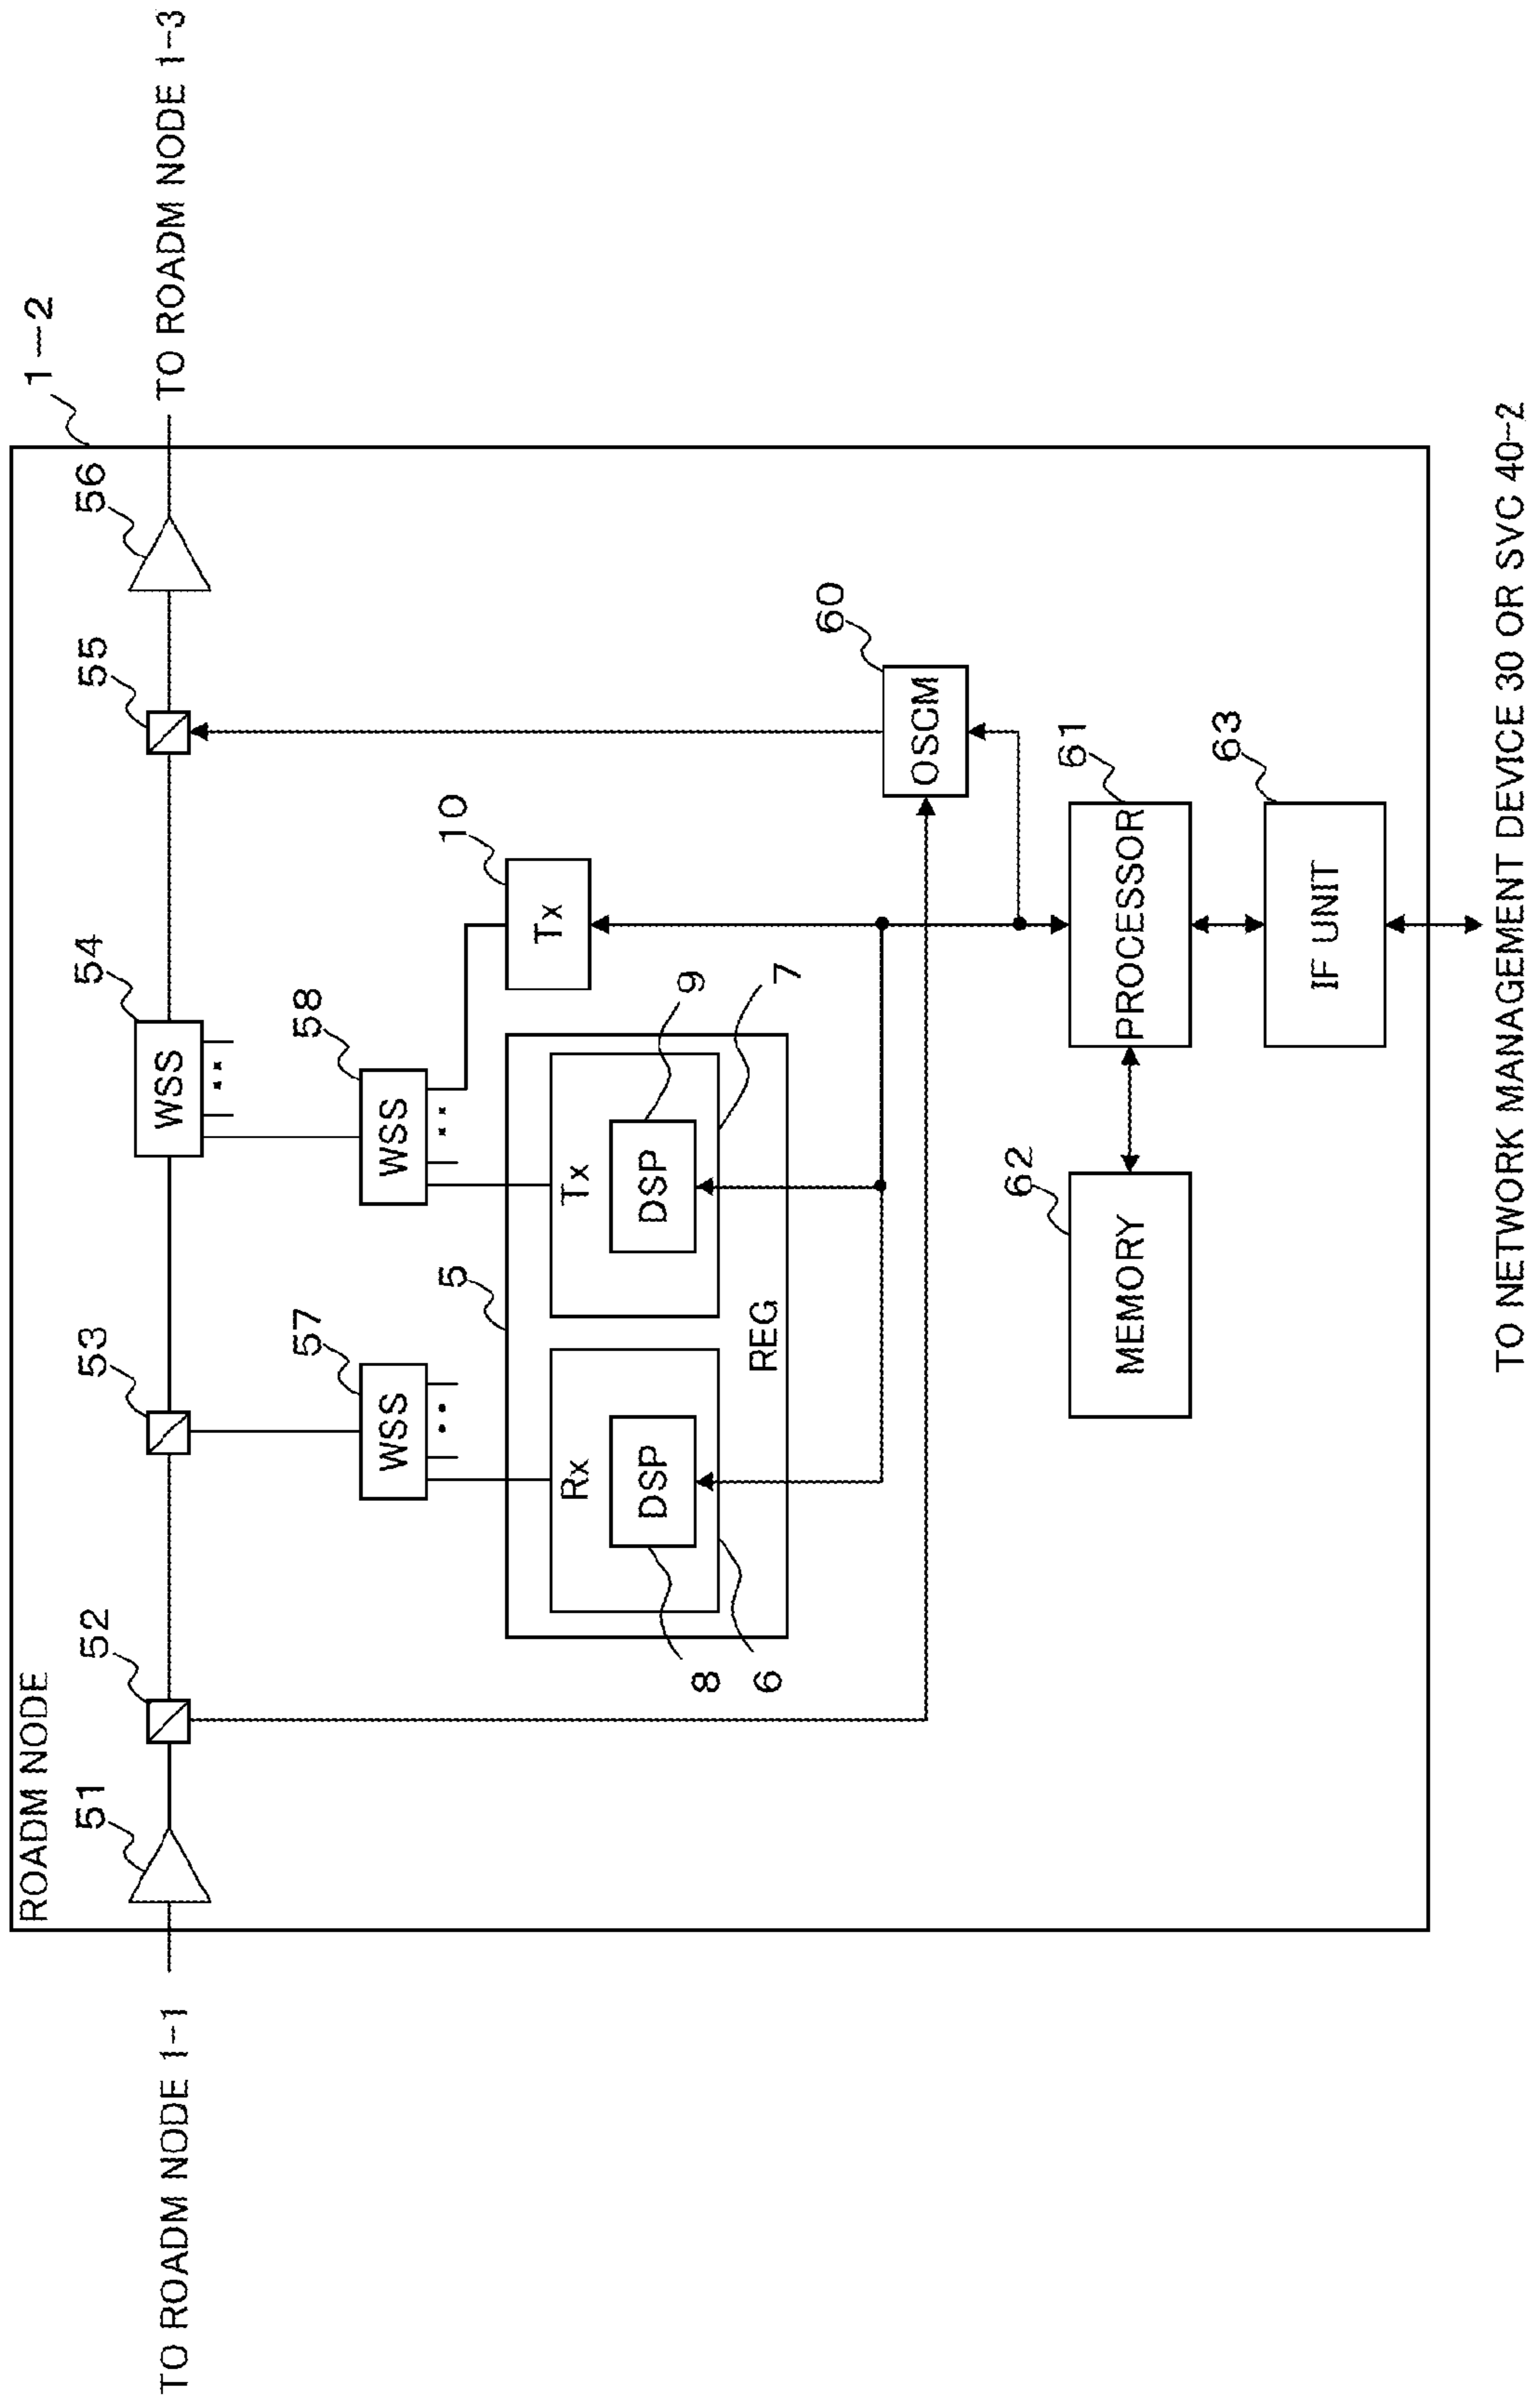 ROADM NODE
1-2
TO ROADM NODE 1-1
TO ROADM NODE 1-3
51
52
53
54
55
56
WSS
57
WSS
58
WSS
10
Tx
5
Rx
DSP
8
6
Tx
DSP
9
7
REG
60
OSCM
61
PROCESSOR
62
MEMORY
63
IF UNIT
TO NETWORK MANAGEMENT DEVICE 30 OR SVC 40-2